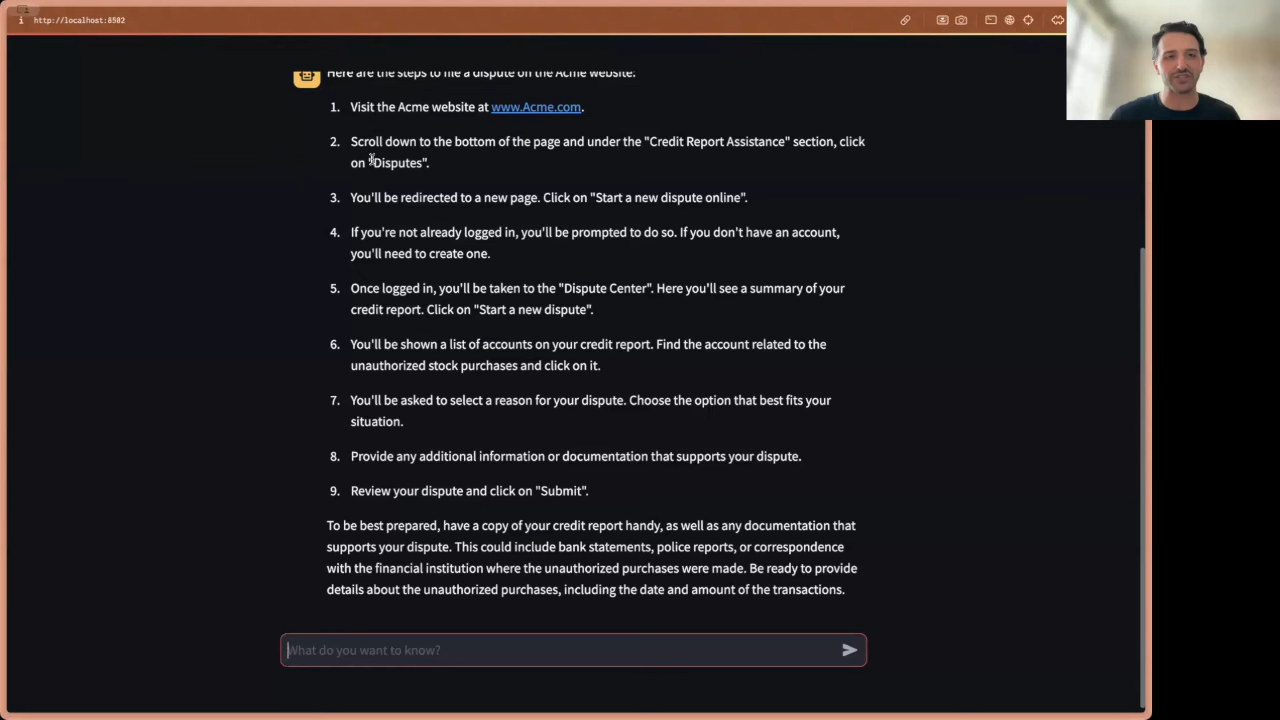 http://localhost:8502
Here are the steps to file a dispute on the Acme website:
1. Visit the Acme website at www.Acme.com.
2. Scroll down to the bottom of the page and under the "Credit Report Assistance" section, click
on "Disputes".
3. You'll be redirected to a new page. Click on "Start a new dispute online".
4. If you're not already logged in, you'll be prompted to do so. If you don't have an account,
you'll need to create one.
5. Once logged in, you'll be taken to the "Dispute Center". Here you'll see a summary of your
credit report. Click on "Start a new dispute".
6. You'll be shown a list of accounts on your credit report. Find the account related to the
unauthorized stock purchases and click on it.
7. You'll be asked to select a reason for your dispute. Choose the option that best fits your
situation.
8. Provide any additional information or documentation that supports your dispute.
9. Review your dispute and click on "Submit".
To be best prepared, have a copy of your credit report handy, as well as any documentation that
supports your dispute. This could include bank statements, police reports, or correspondence
with the financial institution where the unauthorized purchases were made. Be ready to provide
details about the unauthorized purchases, including the date and amount of the transactions.
What do you want to know?